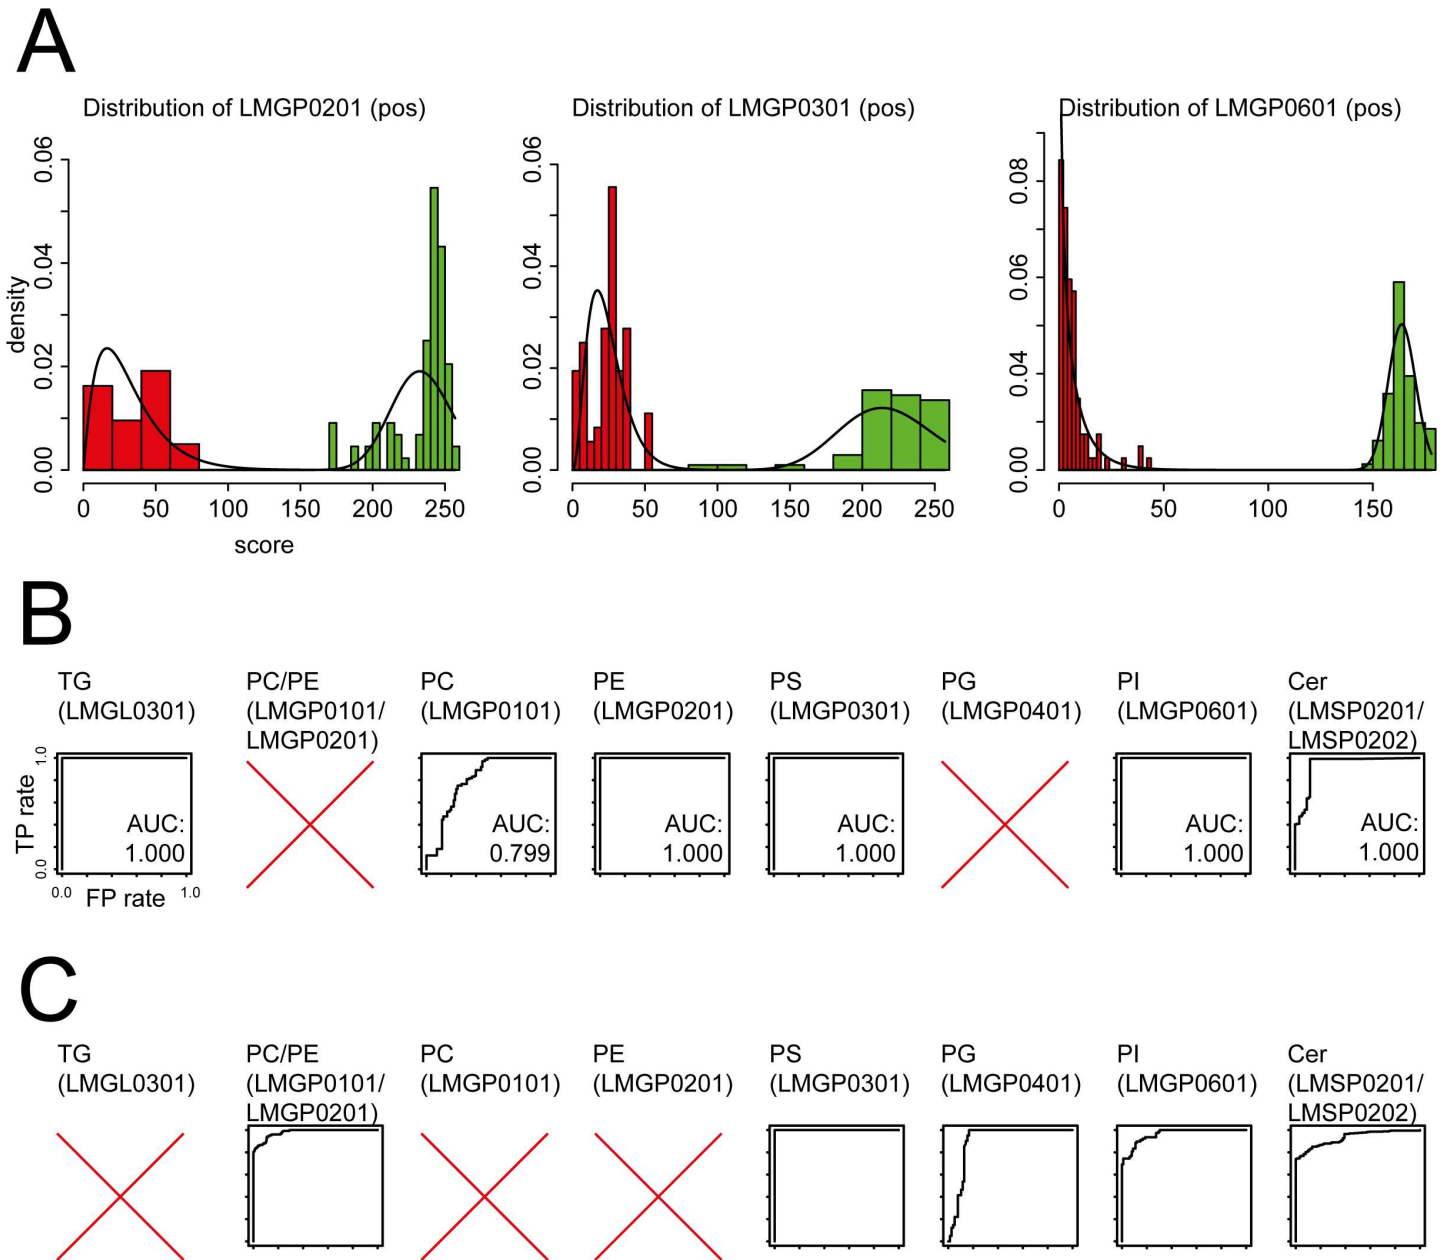 A
Distribution of LMGP0201 (pos)
Distribution of LMGP0301 (pos)
Distribution of LMGP0601 (pos)
density
0.06
0.04
0.02
0.00
0 50 100 150 200 250
score
0.06
0.04
0.02
0.00
0 50 100 150 200 250
0.08
0.06
0.04
0.00
0 50 100 150
B
TG
(LMGL0301)
PC/PE
(LMGP0101/
LMGP0201)
PC
(LMGP0101)
PE
(LMGP0201)
PS
(LMGP0301)
PG
(LMGP0401)
PI
(LMGP0601)
Cer
(LMSP0201/
LMSP0202)
TP rate
1.0
0.0
AUC:
1.000
0.0 FP rate 1.0
AUC:
0.799
AUC:
1.000
AUC:
1.000
AUC:
1.000
AUC:
1.000
C
TG
(LMGL0301)
PC/PE
(LMGP0101/
LMGP0201)
PC
(LMGP0101)
PE
(LMGP0201)
PS
(LMGP0301)
PG
(LMGP0401)
PI
(LMGP0601)
Cer
(LMSP0201/
LMSP0202)